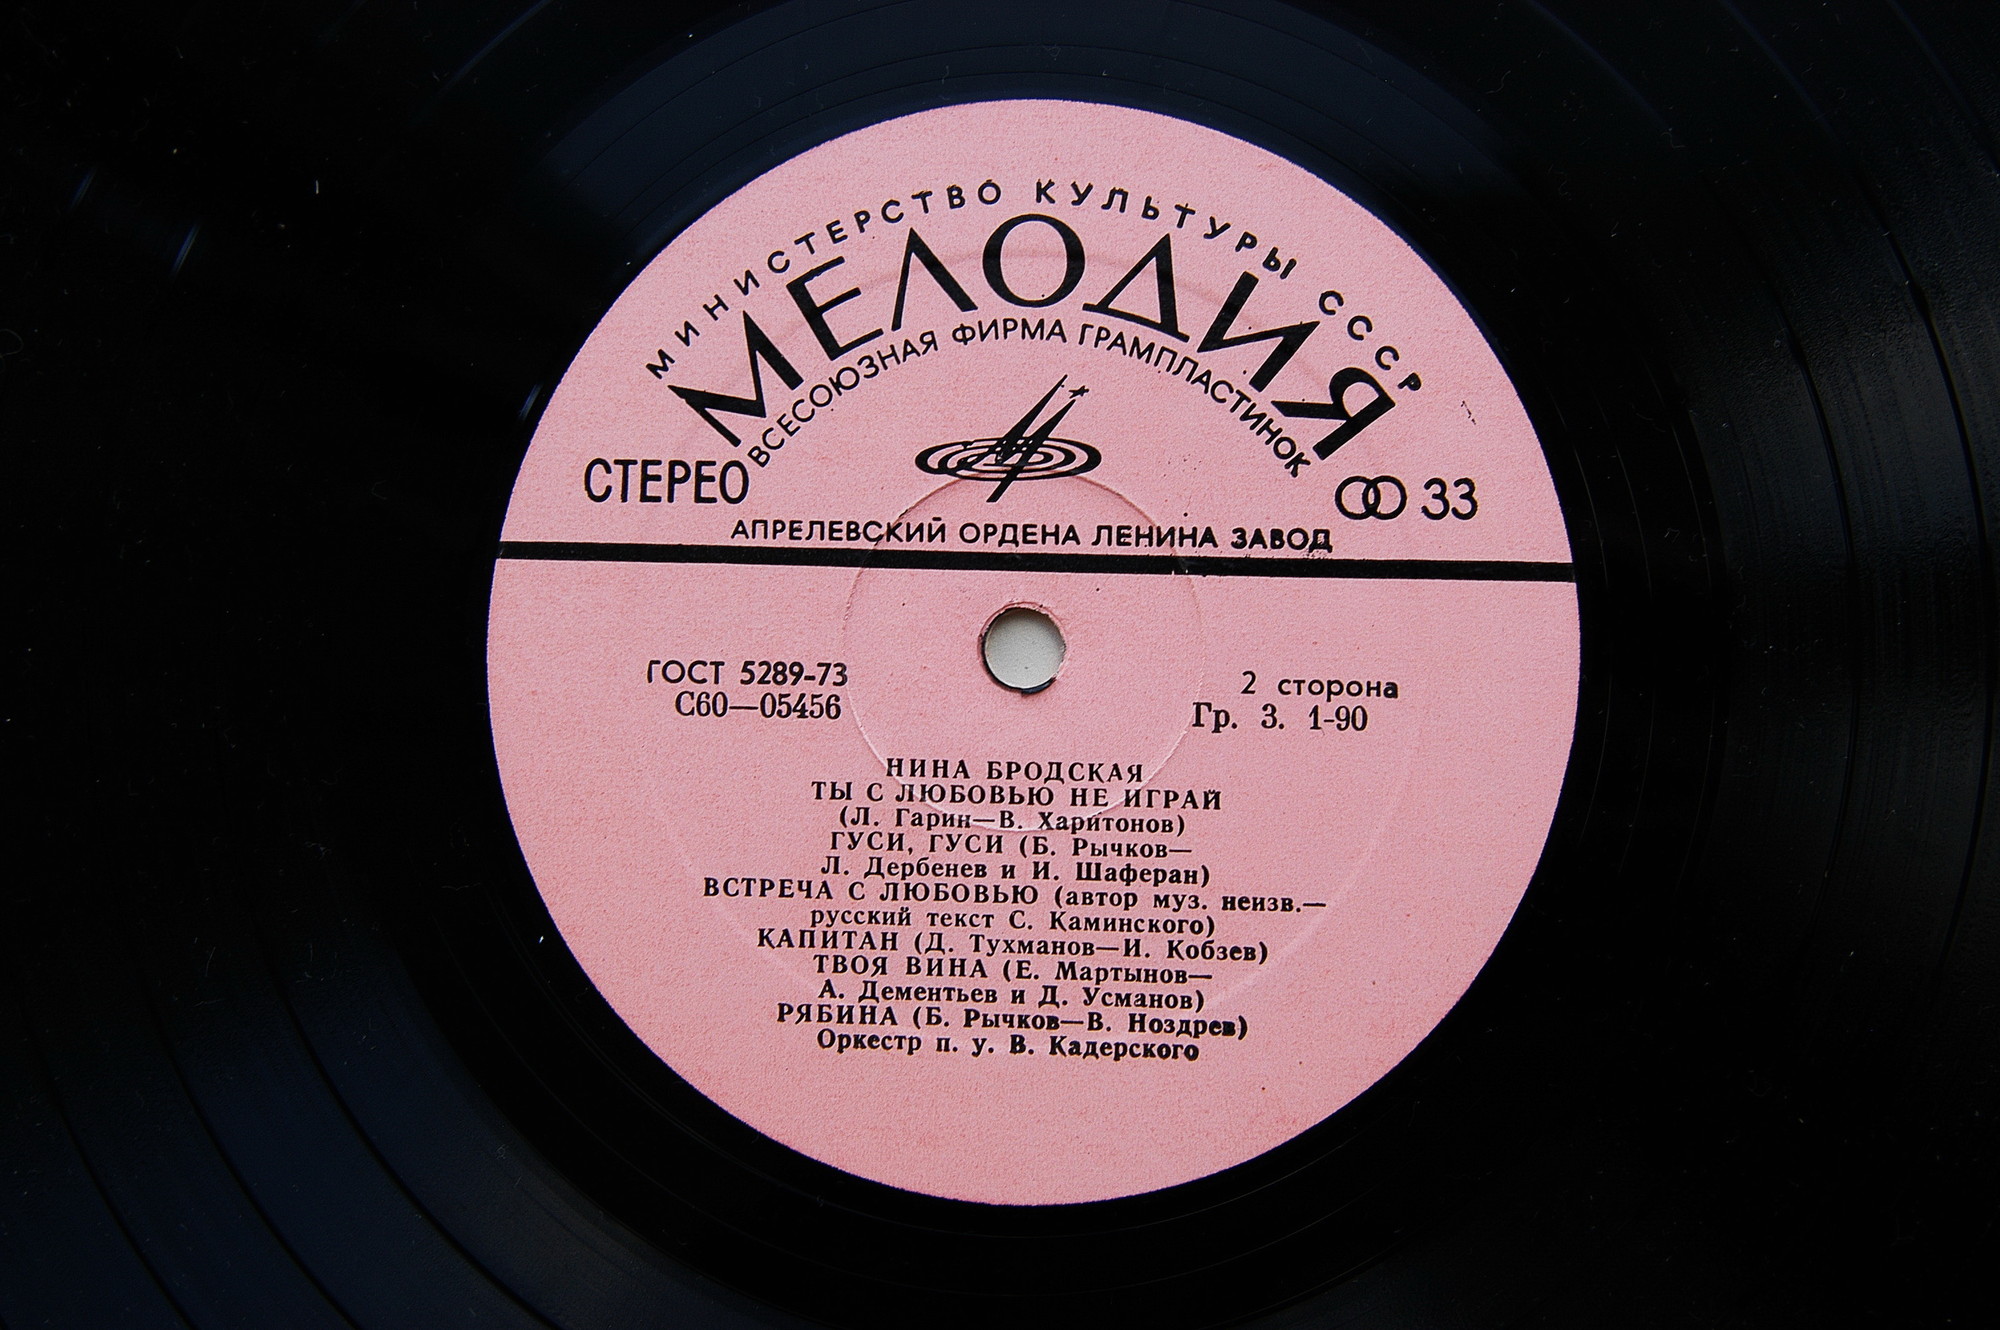 МИНИСТЕРСТВО КУЛЬТУРЫ СССР
МЕЛОДИЯ
ВСЕСОЮЗНАЯ ФИРМА ГРАМПЛАСТИНОК
СТЕРЕО
33
АПРЕЛЕВСКИЙ ОРДЕНА ЛЕНИНА ЗАВОД
ГОСТ 5289-73
С60—05456
2 сторона
Гр. 3. 1-90
НИНА БРОДСКАЯ
ТЫ С ЛЮБОВЬЮ НЕ ИГРАЙ
(Л. Гарин—В. Харитонов)
ГУСИ, ГУСИ (Б. Рычков—
Л. Дербенев и И. Шаферан)
ВСТРЕЧА С ЛЮБОВЬЮ (автор муз. неизв.—
русский текст С. Каминского)
КАПИТАН (Д. Тухманов—И. Кобзев)
ТВОЯ ВИНА (Е. Мартынов—
А. Дементьев и Д. Усманов)
РЯБИНА (Б. Рычков—В. Ноздрев)
Оркестр п. у. В. Кадерского